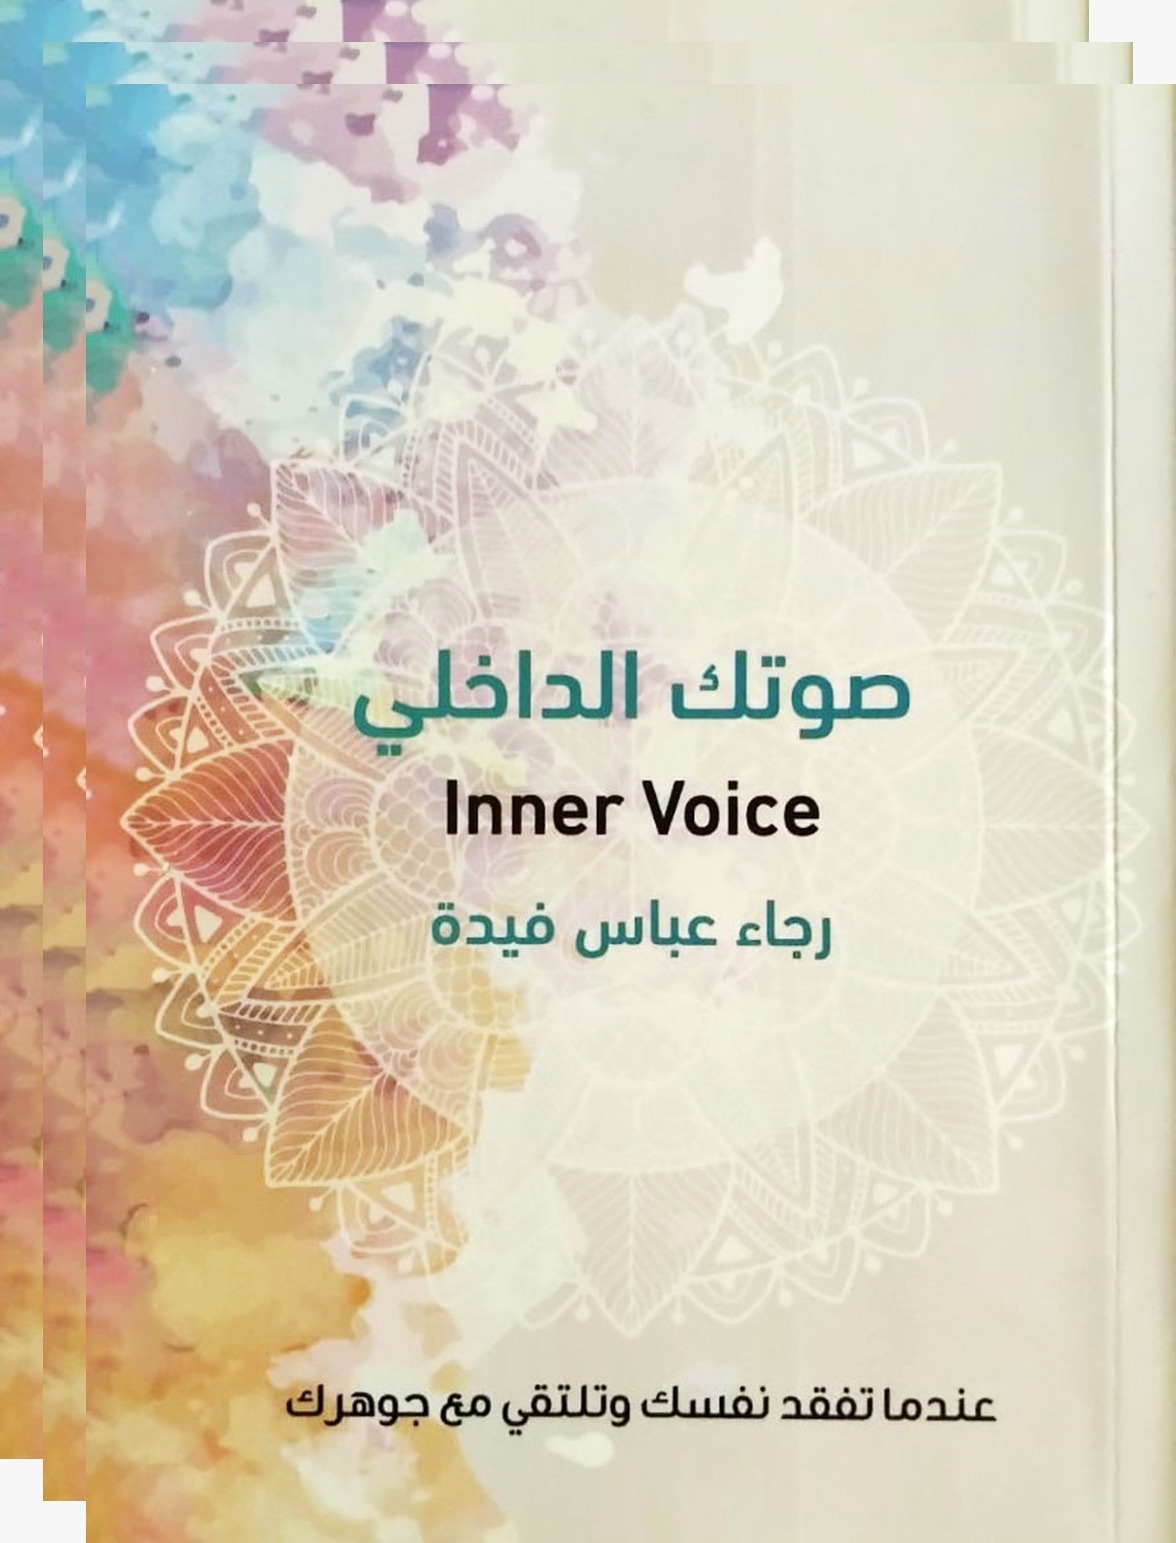 صوتك الداخلي
Inner Voice
رجاء عباس فيدة
عندما تفقد نفسك وتلتقي مع جوهرك